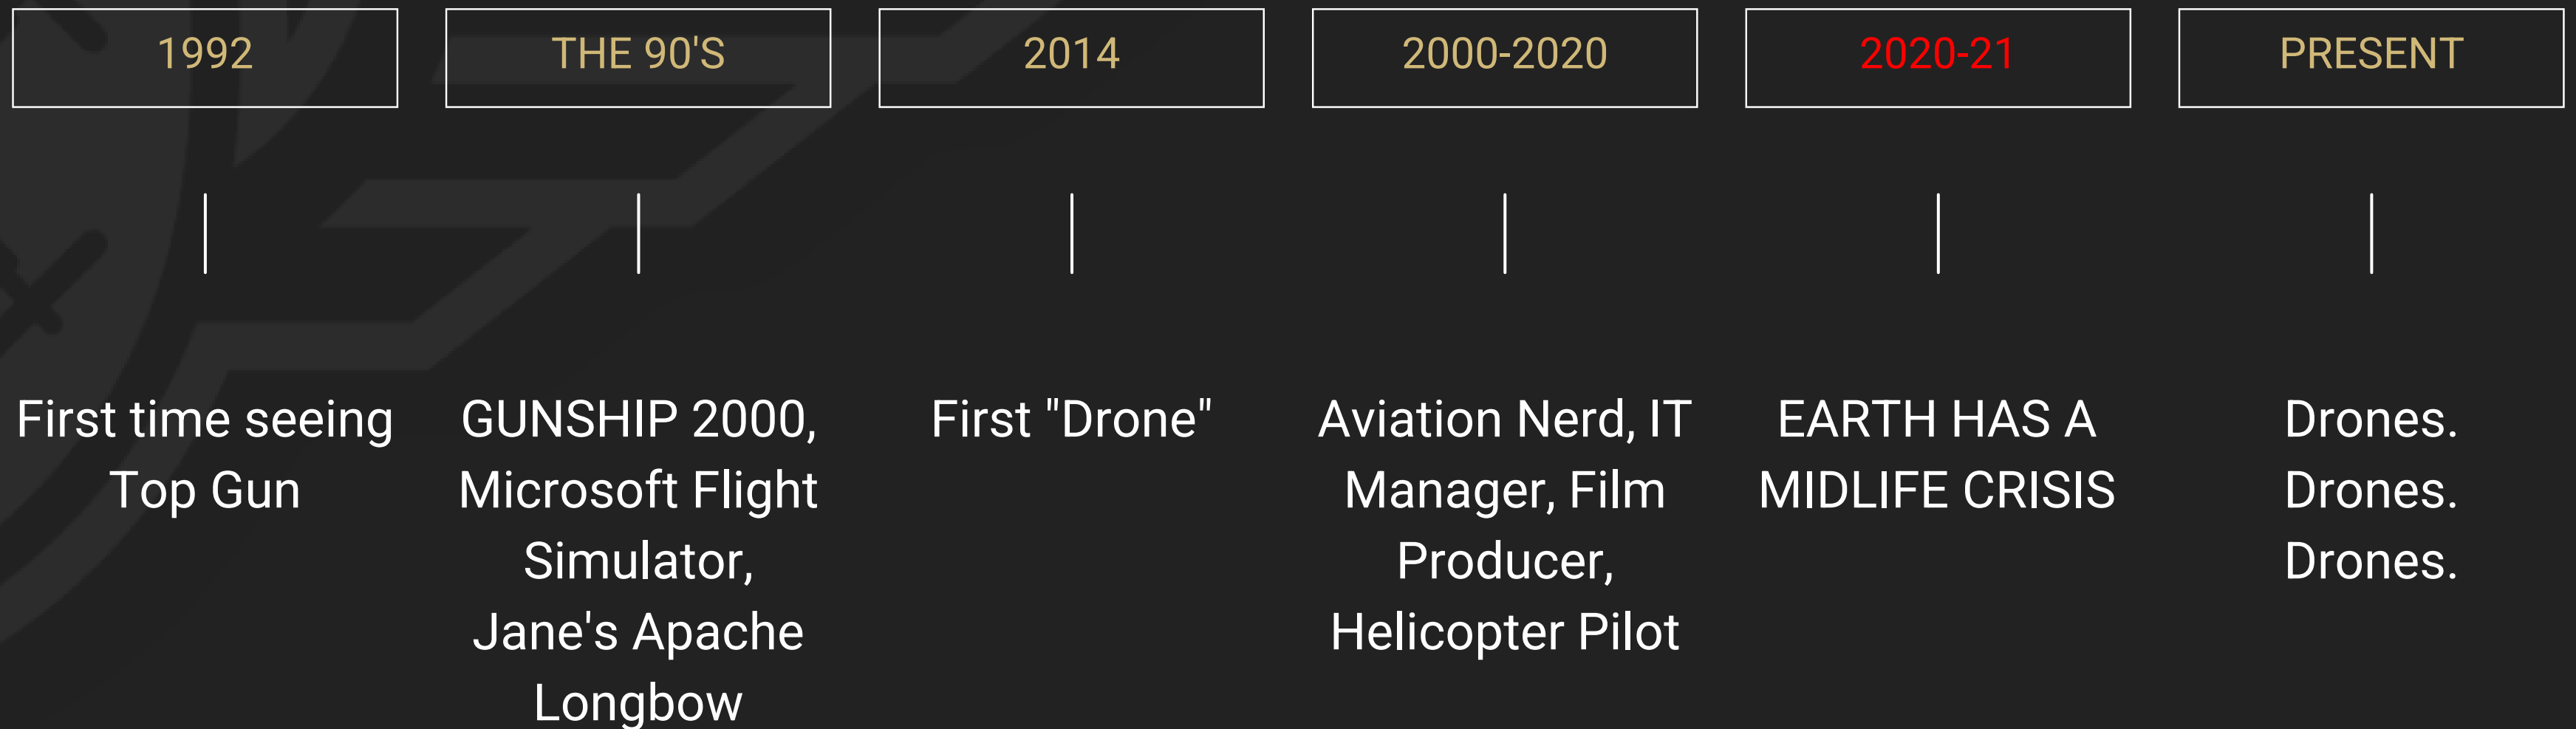 1992
THE 90'S
2014
2000-2020
2020-21
PRESENT
First time seeing
Top Gun
GUNSHIP 2000,
Microsoft Flight
Simulator,
Jane's Apache
Longbow
First "Drone"
Aviation Nerd, IT
Manager, Film
Producer,
Helicopter Pilot
EARTH HAS A
MIDLIFE CRISIS
Drones.
Drones.
Drones.